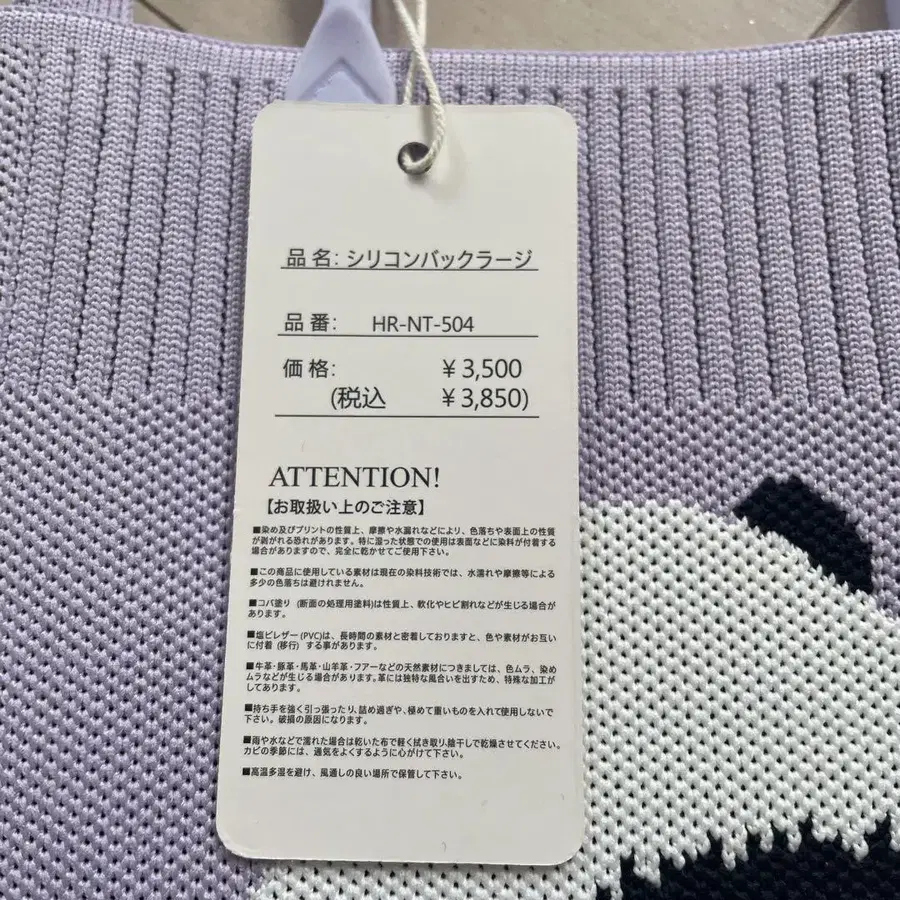 品名: シリコンバックラージ
品番: HR-NT-504
価格: ¥3,500
(税込 ¥3,850)
ATTENTION!
【お取扱い上のご注意】
■染め及びプリントの性質上、摩擦や水濡れなどにより、色落ちや表面上の性質
が剥がれる恐れがあります。特に湿った状態での使用は表面などに染料が付着する
場合がありますので、完全に乾かせてご使用下さい。
■この商品に使用している素材は現在の染料技術では、水濡れや摩擦等による
多少の色落ちは避けれません。
■コバ塗り (断面の処理用塗料)は性質上、軟化やヒビ割れなどが生じる場合が
あります。
■塩ビレザー(PVC)は、長時間の素材と密着しておりますと、色や素材がお互い
に付着 (移行) する事があります。
■牛革・豚革・馬革・山羊革・フアーなどの天然素材につきましては、色ムラ、染め
ムラなどが生じる場合があります。革には独特な風合いを出すため、特殊な加工が
してあります。
■持ち手を強く引っ張ったり、詰め過ぎや、極めて重いものを入れて使用しないで
下さい。破損の原因になります。
■雨や水などで濡れた場合は乾いた布で軽く拭き取り、陰干しで乾燥させてください。
カビの季節には、通気をよくするように心がけて下さい。
■高温多湿を避け、風通しの良い場所で保管して下さい。